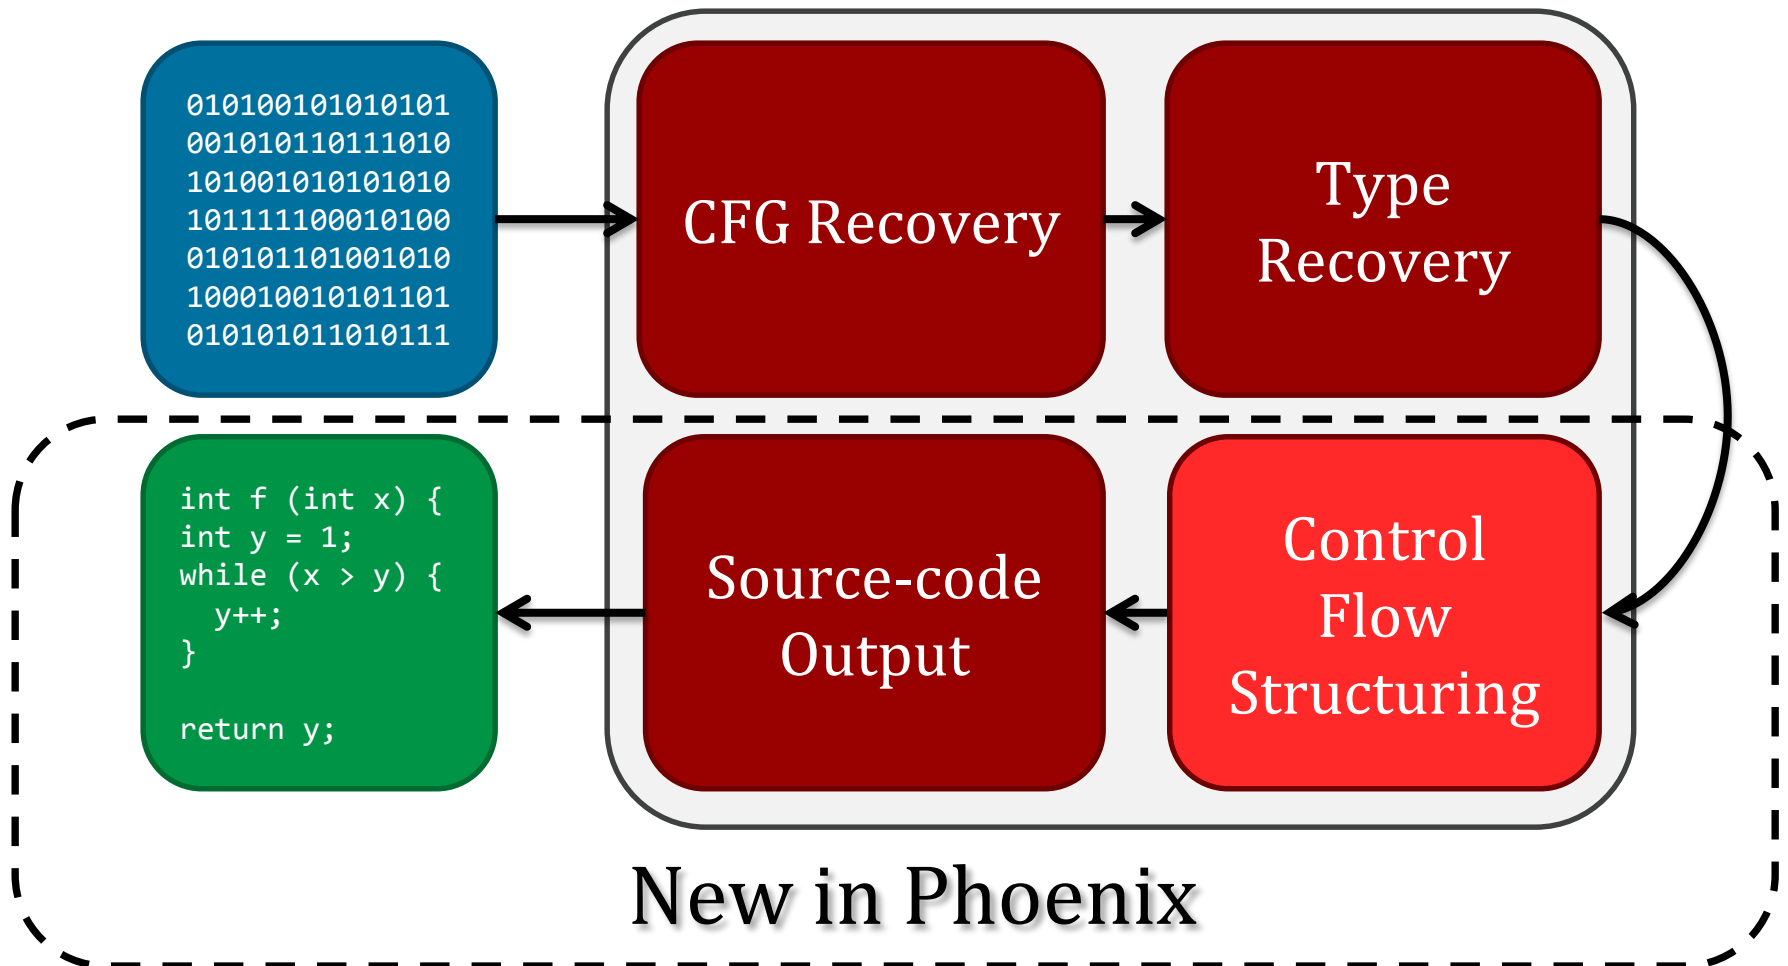 010100101010101
001010110111010
101001010101010
101111100010100
010101101001010
100010010101101
010101011010111
CFG Recovery
Type
Recovery
int f (int x) {
int y = 1;
while (x > y) {
  y++;
}
return y;
Source-code
Output
Control
Flow
Structuring
New in Phoenix